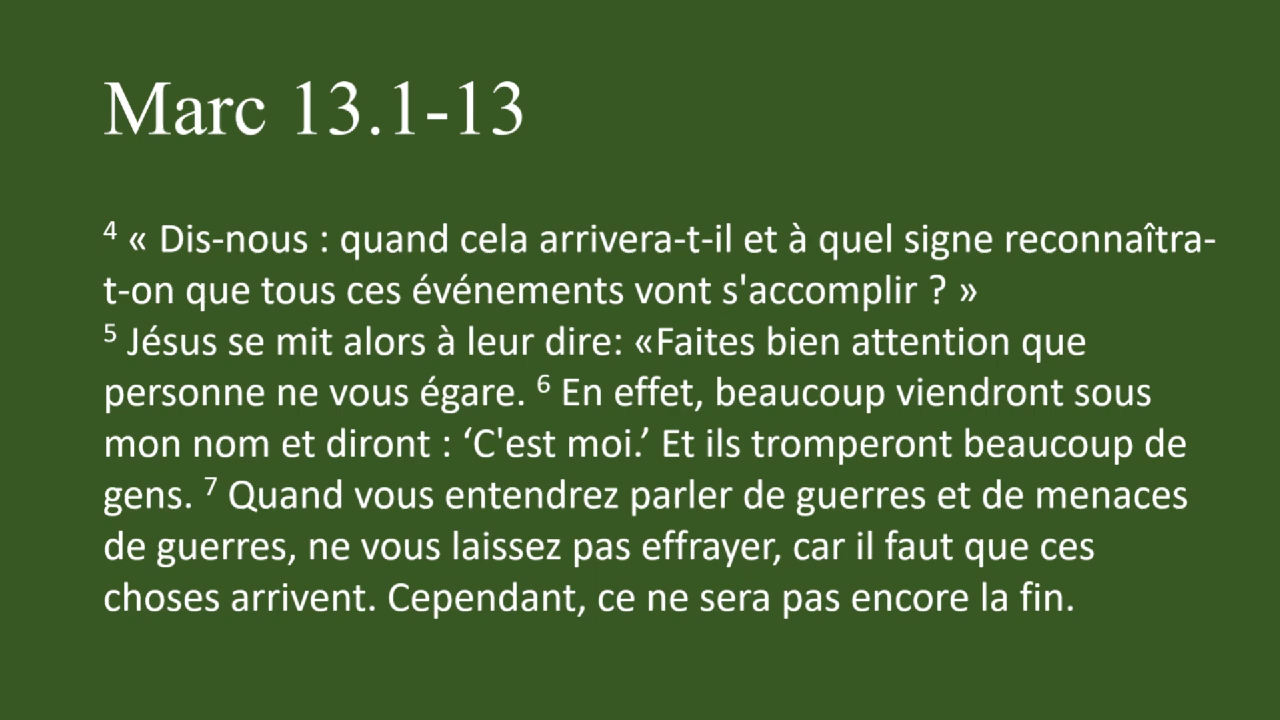 Marc 13.1-13
⁴ « Dis-nous : quand cela arrivera-t-il et à quel signe reconnaîtra-
t-on que tous ces événements vont s'accomplir ? »
⁵ Jésus se mit alors à leur dire: «Faites bien attention que
personne ne vous égare. ⁶ En effet, beaucoup viendront sous
mon nom et diront : ‘C'est moi.’ Et ils tromperont beaucoup de
gens. ⁷ Quand vous entendrez parler de guerres et de menaces
de guerres, ne vous laissez pas effrayer, car il faut que ces
choses arrivent. Cependant, ce ne sera pas encore la fin.